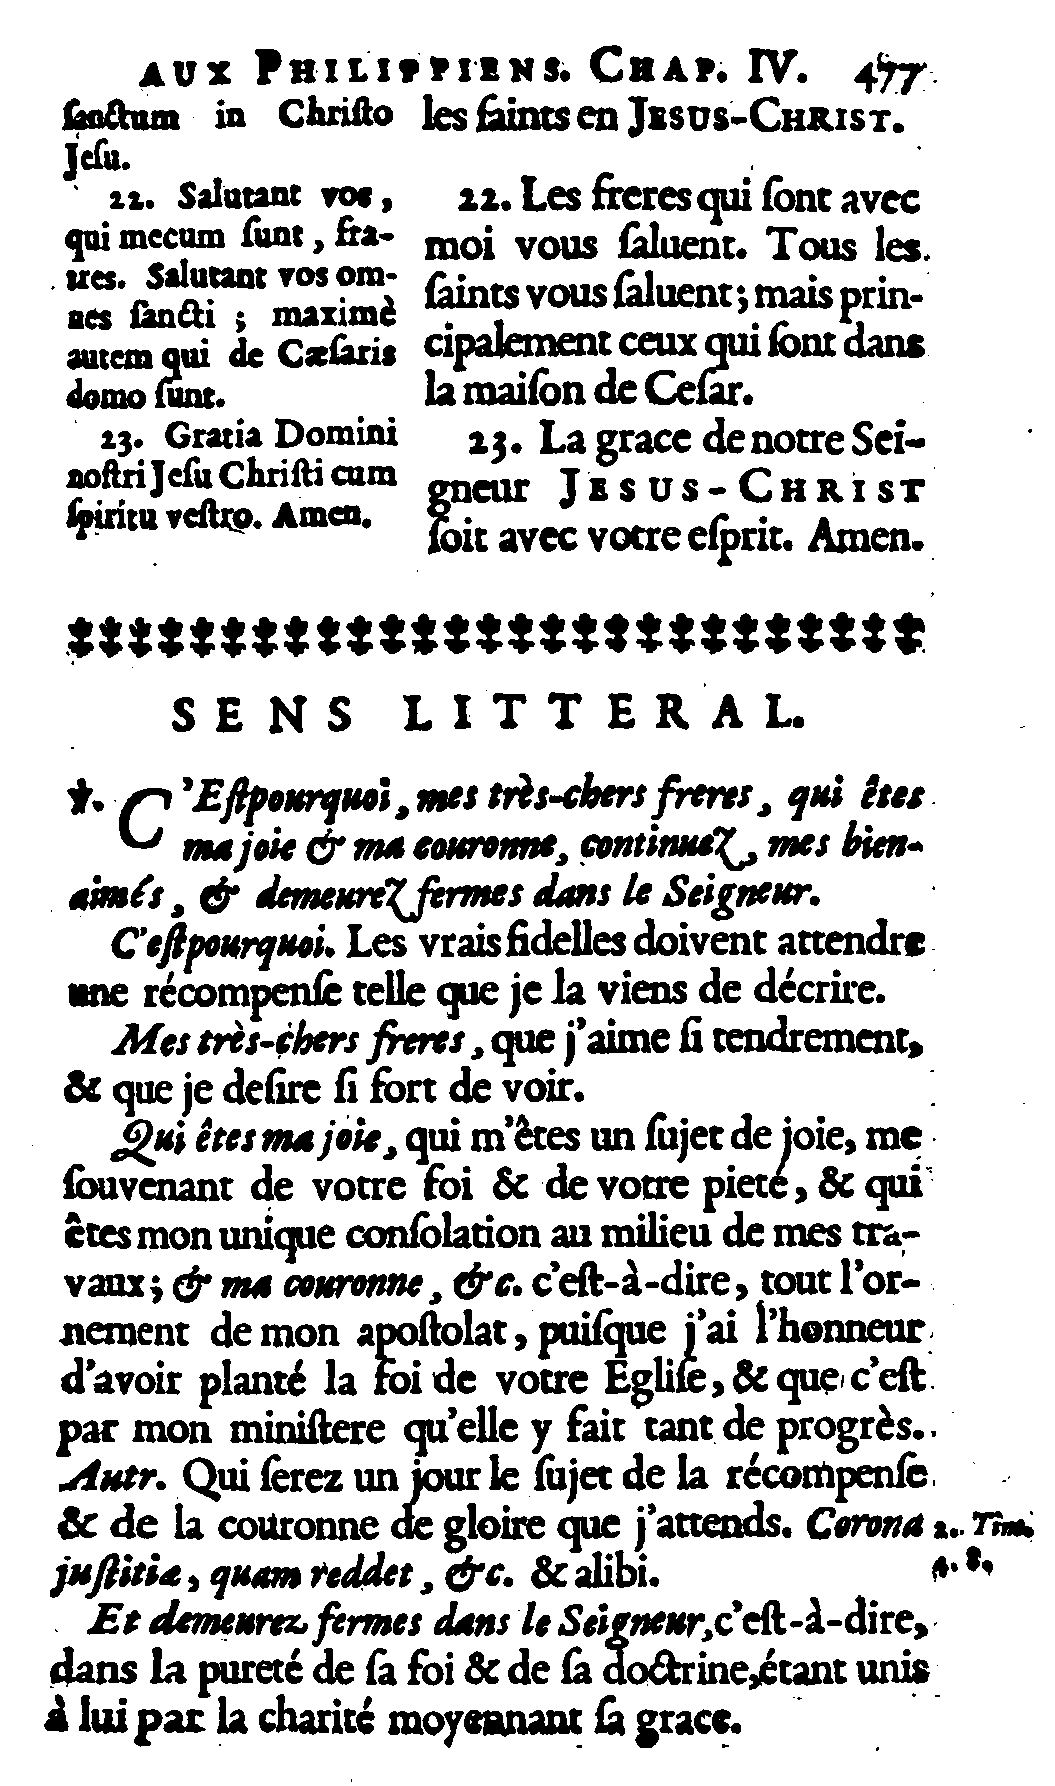 AUX PHILIPPIENS. CHAP. IV. 477
ſanctum in Chriſto
Jeſu.
22. Salutant vos,
qui mecum ſunt, fra-
tres. Salutant vos om-
nes ſancti ; maximè
autem qui de Cæſaris
domo ſunt.
23. Gratia Domini
noſtri Jeſu Chriſti cum
ſpiritu veſtro. Amen.
les ſaints en JESUS-CHRIST.
22. Les freres qui ſont avec
moi vous ſaluent. Tous les
ſaints vous ſaluent ; mais prin-
cipalement ceux qui ſont dans
la maiſon de Ceſar.
23. La grace de notre Sei-
gneur JESUS-CHRIST
ſoit avec votre eſprit. Amen.
SENS LITTERAL.
℣. C'Eſtpourquoi, mes très-chers freres, qui êtes
ma joie & ma couronne, continuez, mes bien-
aimés, & demeurez fermes dans le Seigneur.
C'eſtpourquoi. Les vrais fidelles doivent attendre
une récompenſe telle que je la viens de décrire.
Mes très-chers freres, que j'aime ſi tendrement,
& que je deſire ſi fort de voir.
Qui êtes ma joie, qui m'êtes un ſujet de joie, me
ſouvenant de votre foi & de votre pieté, & qui
êtes mon unique conſolation au milieu de mes tra-
vaux ; & ma couronne, &c. c'eſt-à-dire, tout l'or-
nement de mon apoſtolat, puiſque j'ai l'honneur
d'avoir planté la foi de votre Egliſe, & que c'eſt
par mon miniſtere qu'elle y fait tant de progrès.
Autr. Qui ſerez un jour le ſujet de la récompenſe
& de la couronne de gloire que j'attends. Corona
juſtitiæ, quam reddet, &c. & alibi.
2. Tim.
4. 8.
Et demeurez fermes dans le Seigneur, c'eſt-à-dire,
dans la pureté de ſa foi & de ſa doctrine, étant unis
à lui par la charité moyennant ſa grace.